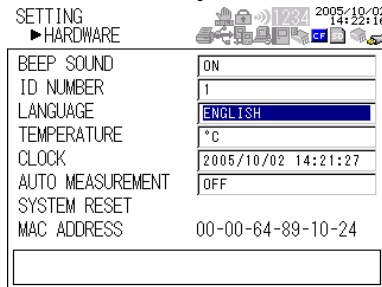 SETTING
►HARDWARE
1234
2005/10/02
14:22:16
CF
BEEP SOUND ON
ID NUMBER 1
LANGUAGE ENGLISH
TEMPERATURE °C
CLOCK 2005/10/02 14:21:27
AUTO MEASUREMENT OFF
SYSTEM RESET
MAC ADDRESS 00-00-64-89-10-24